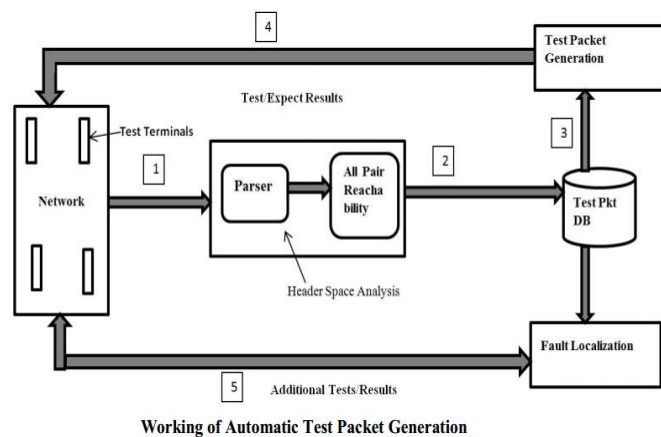 4
Test Packet
Generation
Test/Expect Results
Test Terminals
1
2
3
Parser
All Pair
Reacha
bility
Network
Test Pkt
DB
Header Space Analysis
Fault Localization
5
Additional Tests/Results
Working of Automatic Test Packet Generation